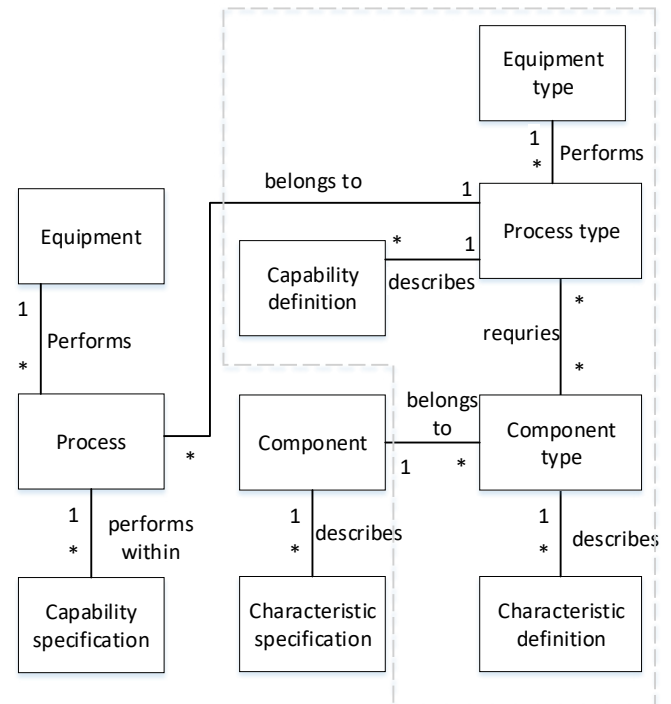 Equipment
type
1
*
Performs
belongs to
1
Equipment
Process type
*
1
Capability
definition
describes
1
*
Performs
requries
*
*
belongs
to
Process
*
Component
1
*
Component
type
1
*
performs
within
1
*
describes
1
*
describes
Capability
specification
Characteristic
specification
Characteristic
definition